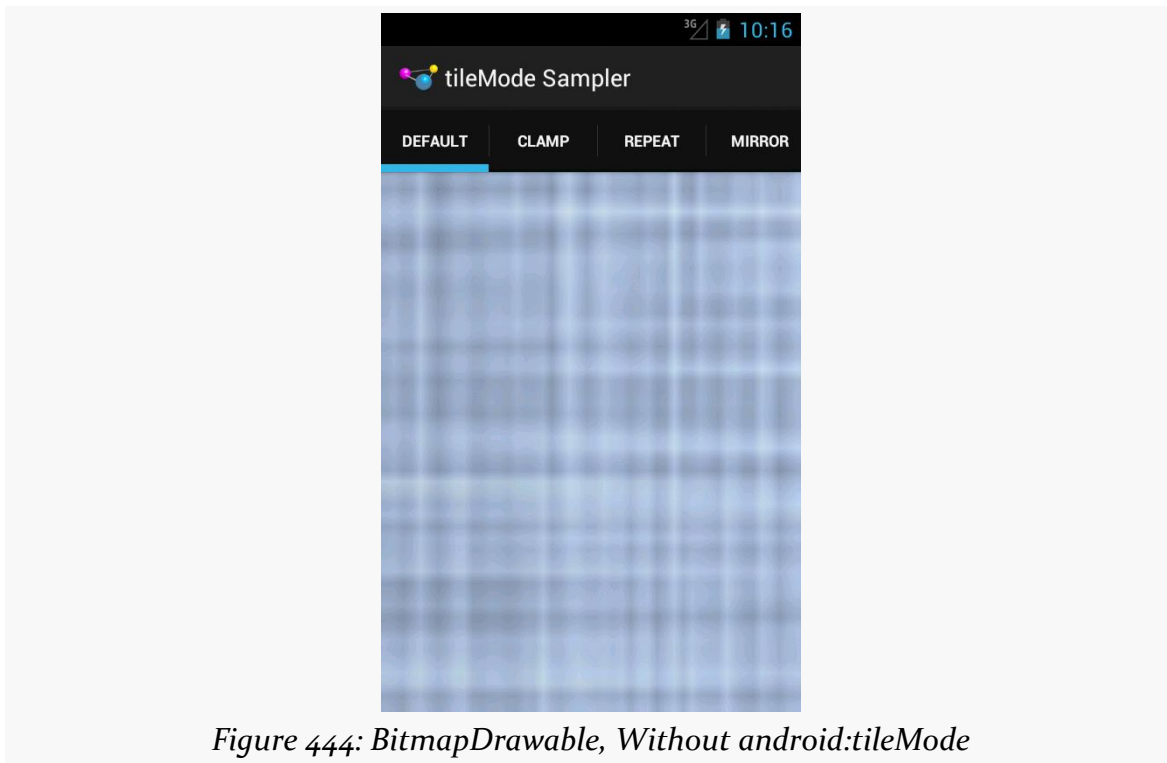 3G 10:16
tileMode Sampler
DEFAULT CLAMP REPEAT MIRROR
Figure 444: BitmapDrawable, Without android:tileMode